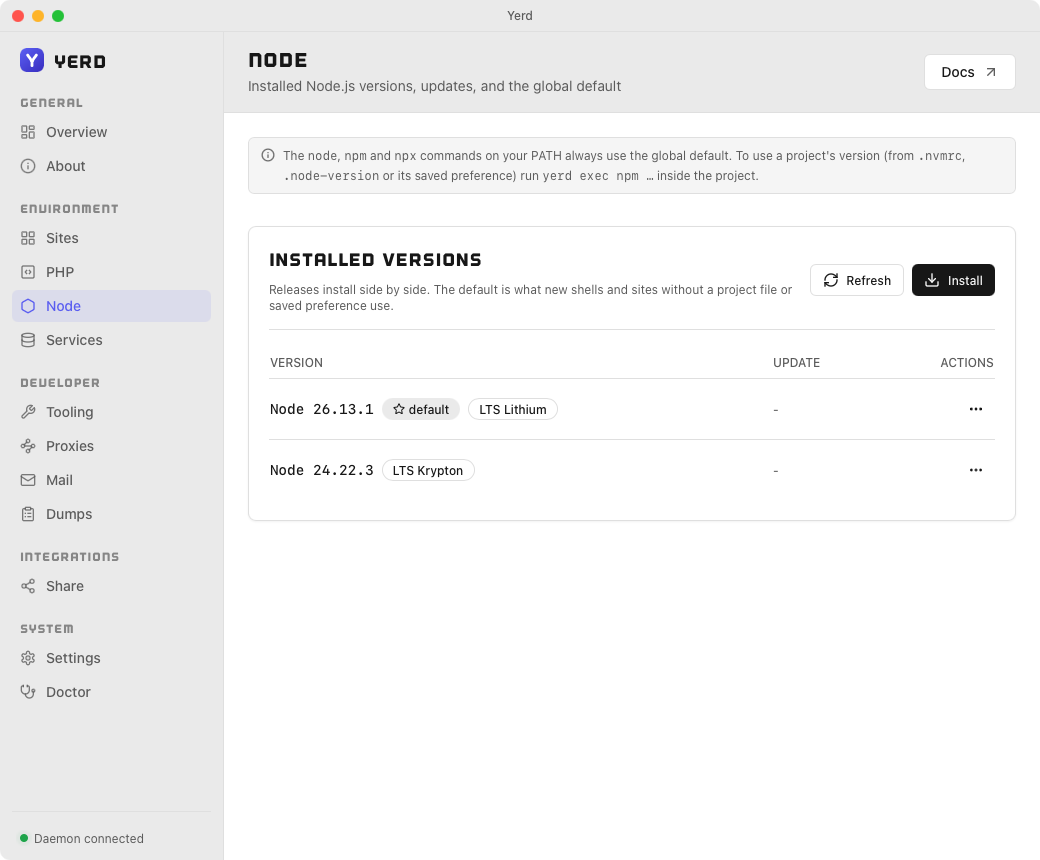 Yerd
YERD
GENERAL
Overview
About
ENVIRONMENT
Sites
PHP
Node
Services
DEVELOPER
Tooling
Proxies
Mail
Dumps
INTEGRATIONS
Share
SYSTEM
Settings
Doctor
Daemon connected
NODE
Installed Node.js versions, updates, and the global default
Docs
The node, npm and npx commands on your PATH always use the global default. To use a project's version (from .nvmrc,
.node-version or its saved preference) run yerd exec npm … inside the project.
INSTALLED VERSIONS
Releases install side by side. The default is what new shells and sites without a project file or
saved preference use.
Refresh
Install
VERSION UPDATE ACTIONS
Node 26.13.1 default LTS Lithium -
Node 24.22.3 LTS Krypton -